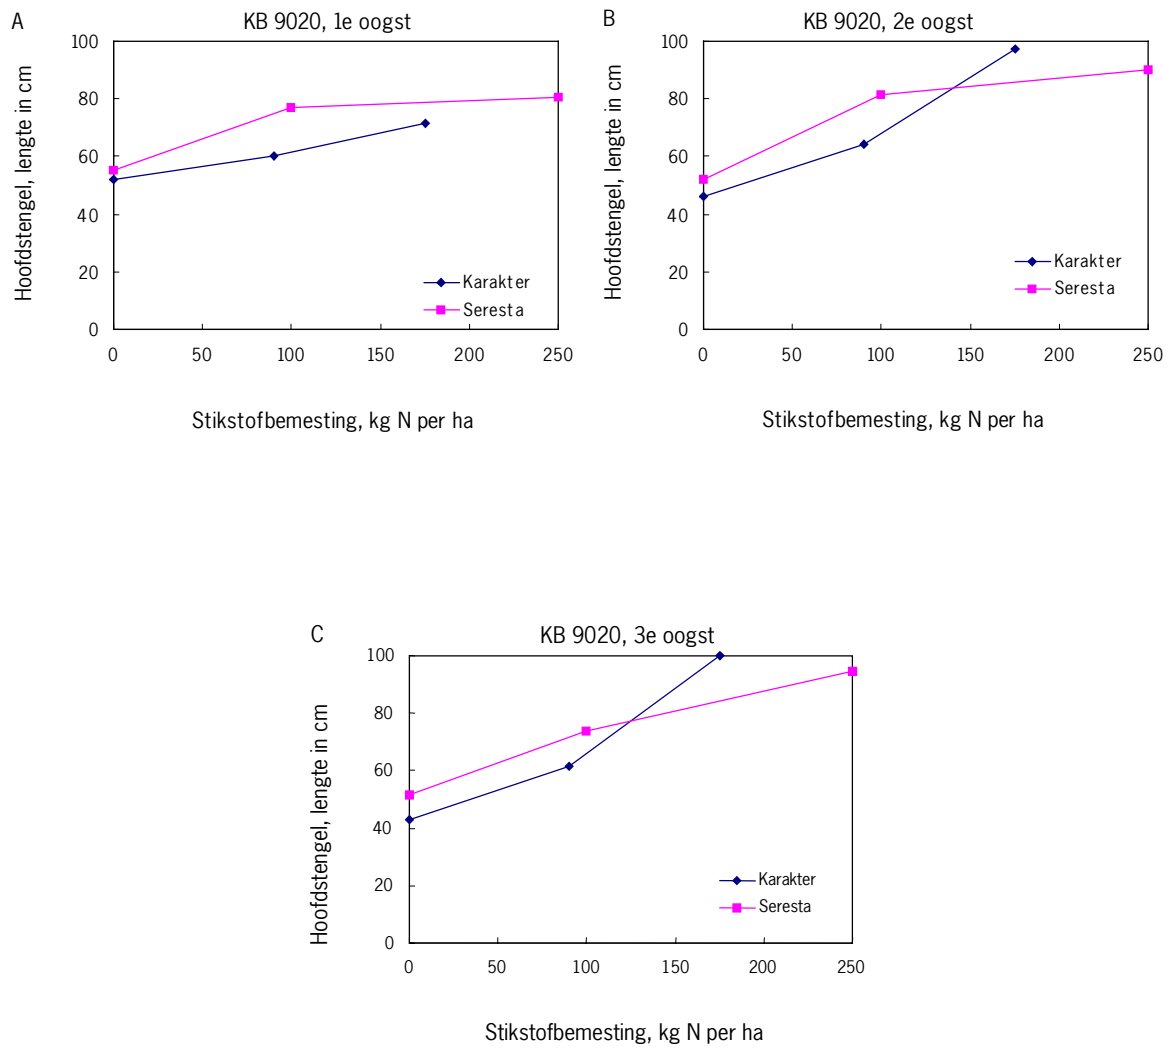 A
KB 9020, 1e oogst
Hoofdstengel, lengte in cm
100
80
60
40
20
0
0 50 100 150 200 250
Karakter
Seresta
Stikstofbemesting, kg N per ha
B
KB 9020, 2e oogst
Hoofdstengel, lengte in cm
100
80
60
40
20
0
0 50 100 150 200 250
Karakter
Seresta
Stikstofbemesting, kg N per ha
C
KB 9020, 3e oogst
Hoofdstengel, lengte in cm
100
80
60
40
20
0
0 50 100 150 200 250
Karakter
Seresta
Stikstofbemesting, kg N per ha